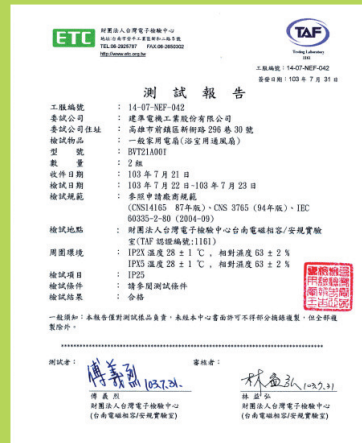 ETC
財團法人台灣電子檢驗中心
TEL:06-2925787 FAX:06-2692302
http://www.etc.org.tw
TAF
Testing Laboratory
工服編號：14-07-NEF-042
簽發日期：103 年 7 月 31 日
測 試 報 告
工服編號 ： 14-07-NEF-042
委試公司 ： 建準電機工業股份有限公司
委試公司住址 ： 高雄市前鎮區新衙路 296 巷 30 號
檢試物品 ： 一般家用電扇(浴室用通風扇)
型 號 ： BVT21A001
數 量 ： 2 組
收件日期 ： 103 年 7 月 21 日
檢試日期 ： 103 年 7 月 22 日~103 年 7 月 23 日
檢試規範 ： 參照申請廠商規範
(CNS14165 87年版)、CNS 3765 (94年版)、IEC
60335-2-80 (2004-09)
檢試地點 ： 財團法人台灣電子檢驗中心台南電磁相容/安規實驗
室(TAF 認證編號:1161)
周圍環境 ： IP2X 溫度 28 ± 1 ℃， 相對濕度 63 ± 2 %
IPX5 溫度 28 ± 1 ℃， 相對濕度 63 ± 2 %
檢試項目 ： IP25
檢試條件 ： 請參閱測試條件
檢試結果 ： 合格
一般須知：本報告僅對測試樣品負責，未經本中心書面許可不得部分摘錄複製，但全部複
製除外。
測試者： 審核者：
傅義烈 103.7.31. 林益弘 103.7.31
傅 義 烈 林 益 弘
財團法人台灣電子檢驗中心 財團法人台灣電子檢驗中心
(台南電磁相容/安規實驗室) (台南電磁相容/安規實驗室)